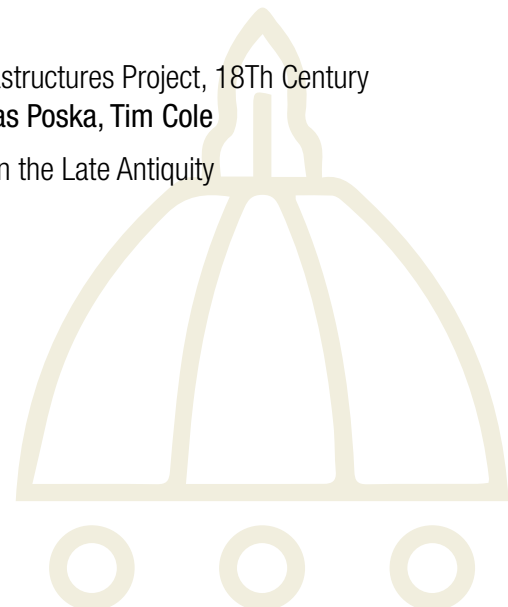 astructures Project, 18Th Century
as Poska, Tim Cole
n the Late Antiquity